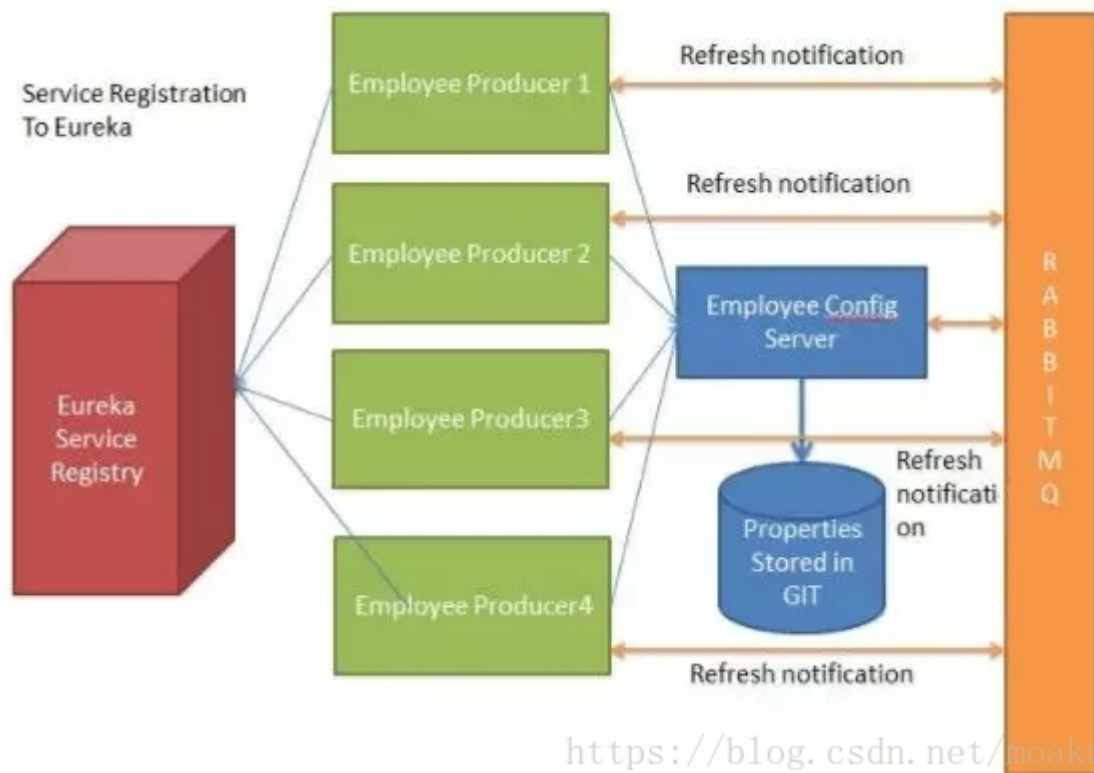 Service Registration
To Eureka
Eureka
Service
Registry
Employee Producer 1
Employee Producer 2
Employee Producer3
Employee Producer4
Refresh notification
Refresh notification
Employee Config
Server
Refresh
notificati
on
Properties
Stored in
GIT
Refresh notification
R
A
B
B
I
T
M
Q
https://blog.csdn.net/moaku